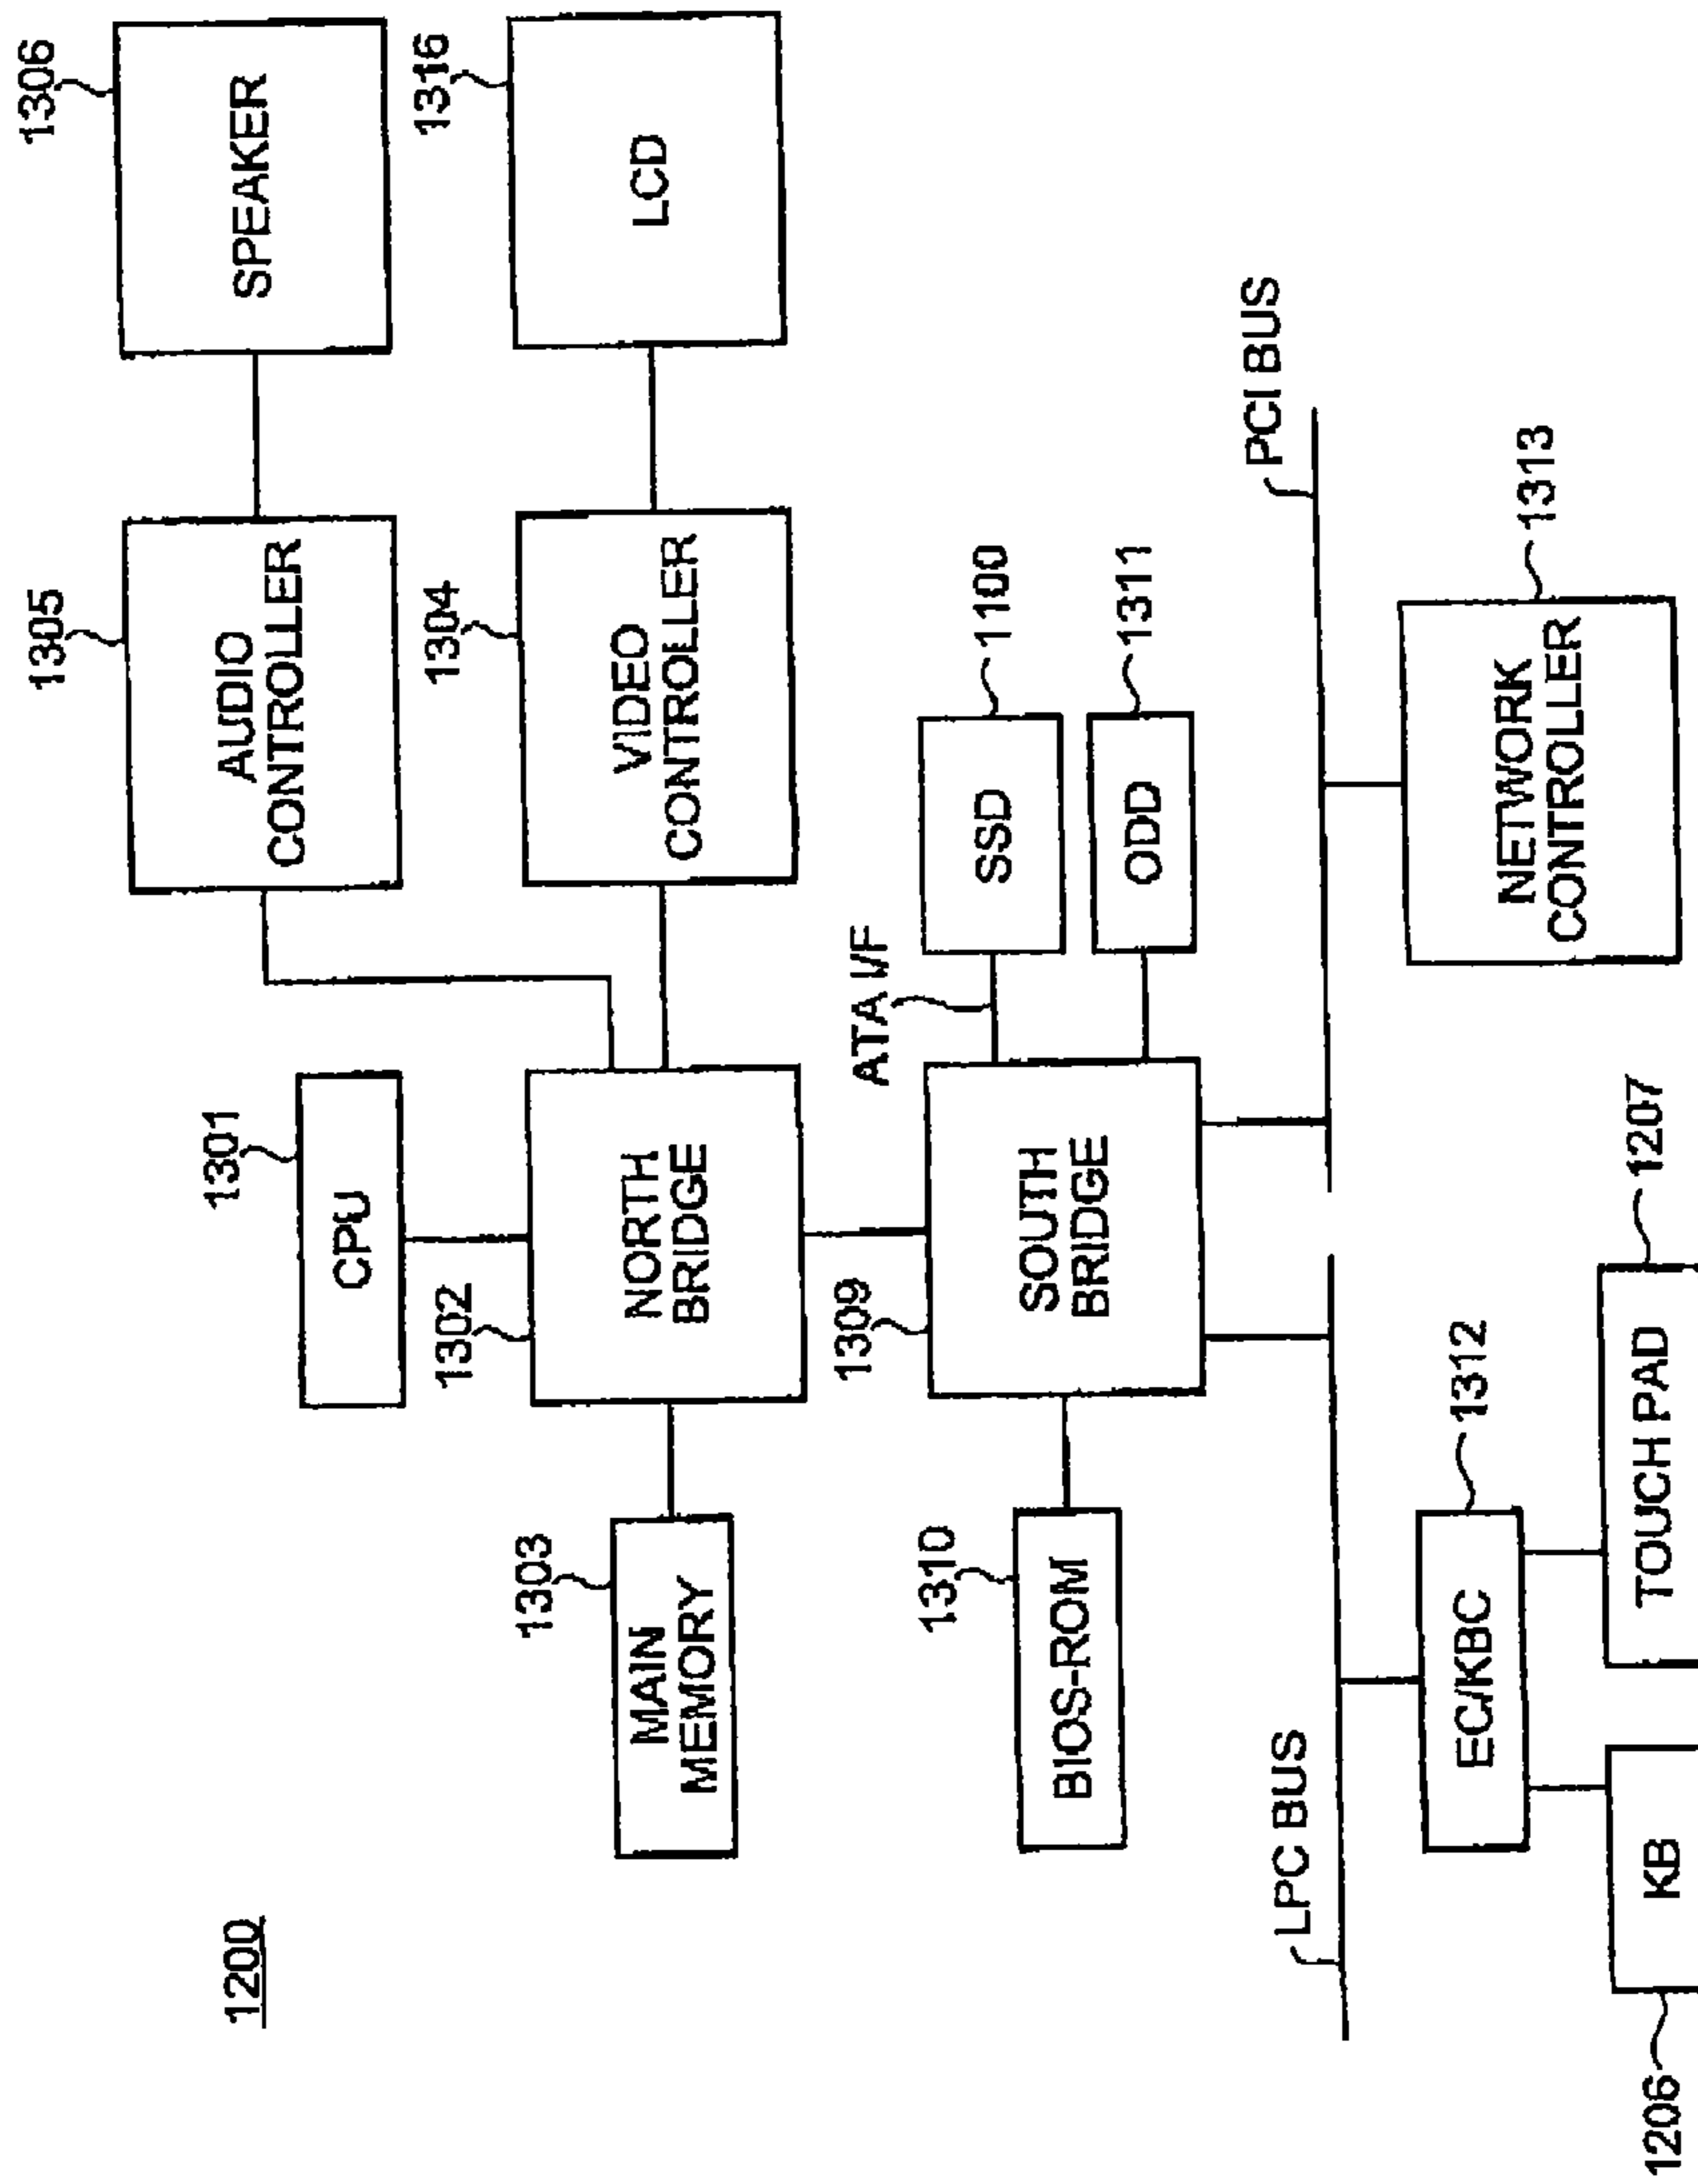 1200
1301
CPU
1305
AUDIO
CONTROLLER
1306
SPEAKER
1303
MAIN
MEMORY
1302
NORTH
BRIDGE
1304
VIDEO
CONTROLLER
1316
LCD
1310
BIOS-ROM
1309
SOUTH
BRIDGE
ATA I/F
SSD
1100
ODD
1311
LPC BUS
PCI BUS
EC/KBC
1312
NETWORK
CONTROLLER
1313
1206
KB
TOUCH PAD
1207